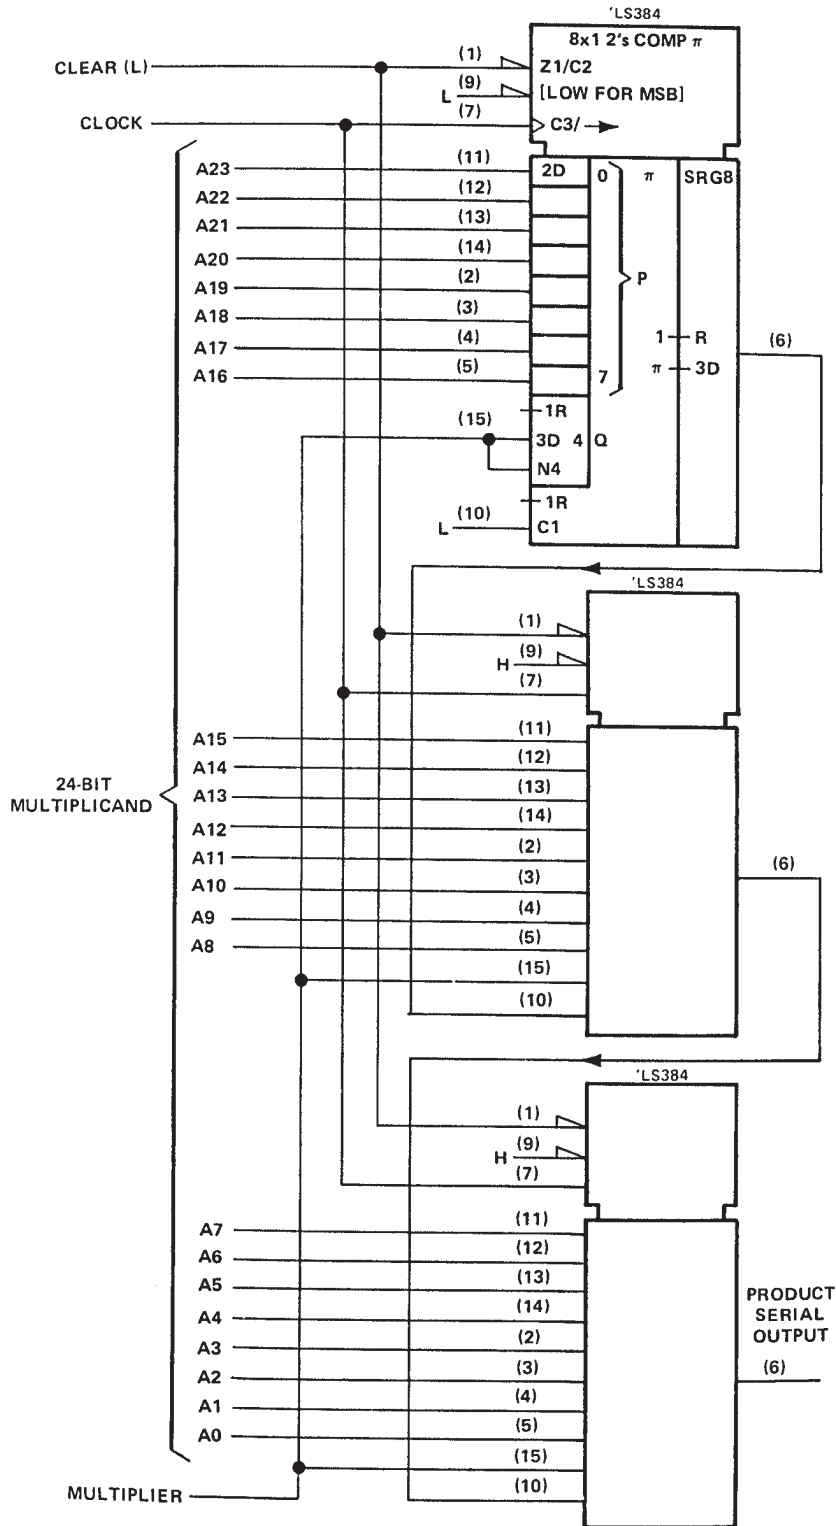 'LS384
8x1 2's COMP π
CLEAR (L) (1) Z1/C2
L (9) [LOW FOR MSB]
CLOCK (7) C3/
A23 (11) 2D 0 π SRG8
A22 (12)
A21 (13)
A20 (14)
A19 (2) P
A18 (3)
A17 (4) 1 R (6)
A16 (5) 7 π 3D
1R
(15) 3D 4 Q
N4
1R
L (10) C1
'LS384
(1)
H (9)
(7)
A15 (11)
A14 (12)
24-BIT
MULTIPLICAND
A13 (13)
A12 (14)
A11 (2)
A10 (3) (6)
A9 (4)
A8 (5)
(15)
(10)
'LS384
(1)
H (9)
(7)
A7 (11)
A6 (12)
A5 (13)
A4 (14)
PRODUCT
SERIAL
OUTPUT
A3 (2)
A2 (3) (6)
A1 (4)
A0 (5)
(15)
MULTIPLIER (10)